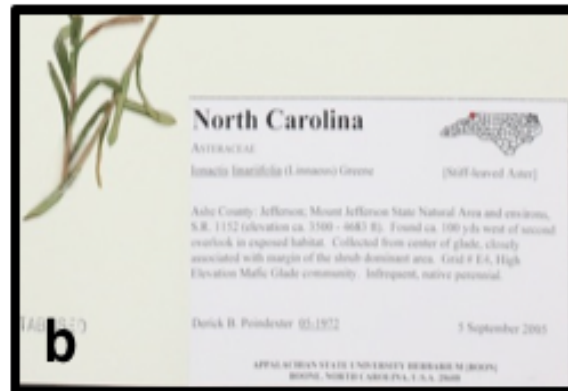 North Carolina
ASTERACEAE
Ionactis linariifolia (Linnaeus) Greene [Stiff-leaved Aster]
Ashe County: Jefferson; Mount Jefferson State Natural Area and environs,
S.R. 1152 (elevation ca. 3500 - 4683 ft). Found ca. 100 yds west of second
overlook in exposed habitat. Collected from center of glade, closely
associated with margin of the shrub dominant area. Grid # E4, High
Elevation Mafic Glade community. Infrequent, native perennial.
Derick B. Poindexter 05-1972 5 September 2005
APPALACHIAN STATE UNIVERSITY HERBARIUM [BOON]
BOONE, NORTH CAROLINA, U.S.A. 28608
b